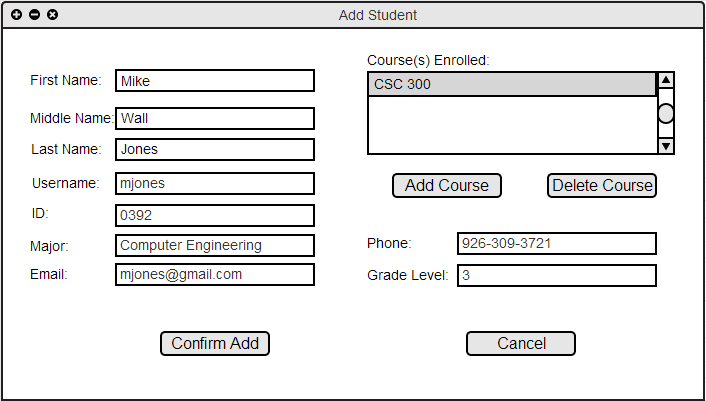 Add Student
First Name: Mike
Middle Name: Wall
Last Name: Jones
Username: mjones
ID: 0392
Major: Computer Engineering
Email: mjones@gmail.com
Course(s) Enrolled:
CSC 300
Add Course Delete Course
Phone: 926-309-3721
Grade Level: 3
Confirm Add Cancel